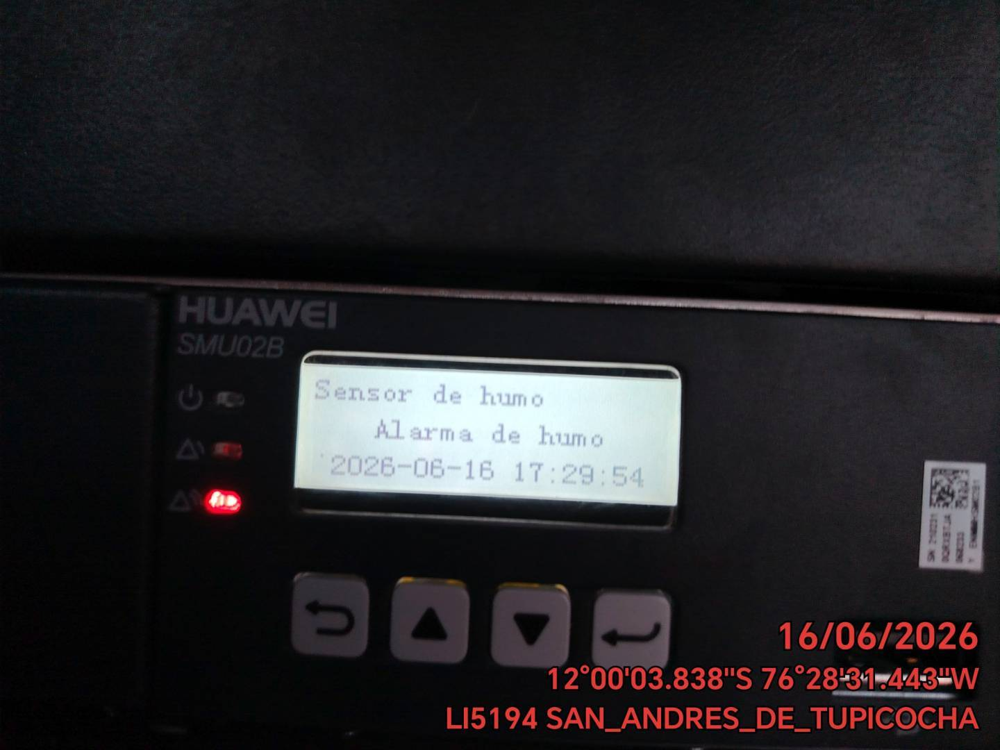 HUAWEI
SMU02B
Sensor de humo
Alarma de humo
2026-06-16 17:29:54
16/06/2026
12°00'03.838"S 76°28'31.443"W
LI5194 SAN_ANDRES_DE_TUPICOCHA